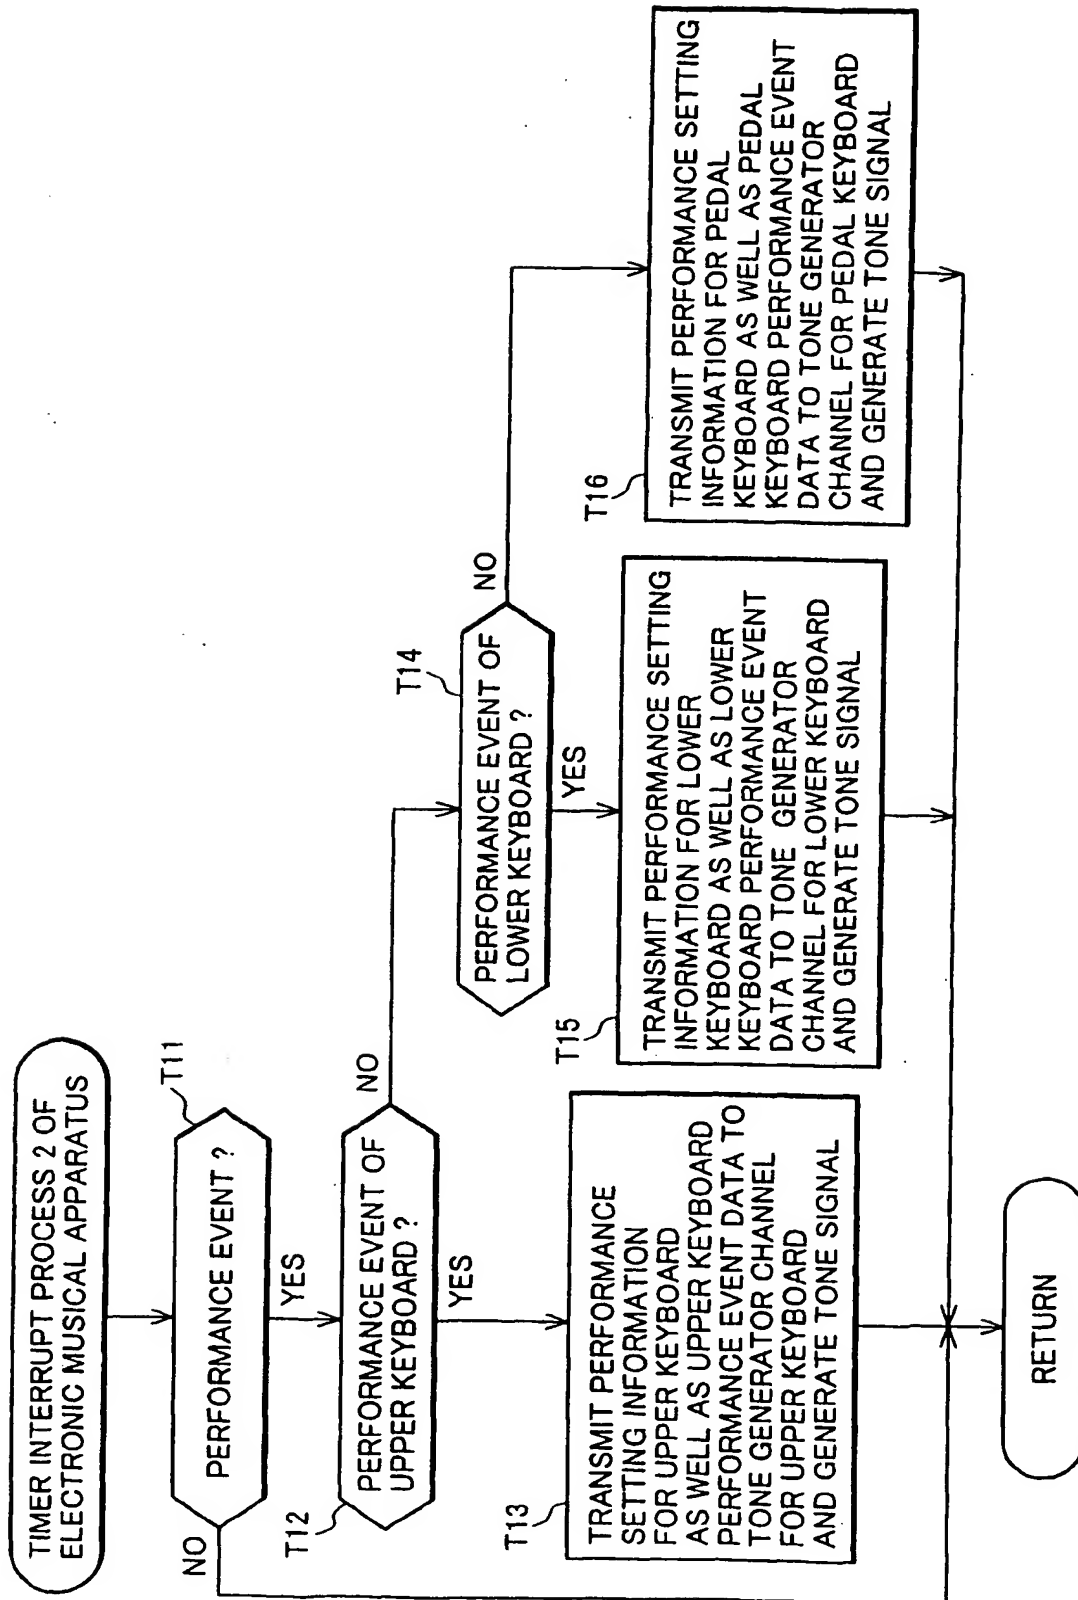 TIMER INTERRUPT PROCESS 2 OF
ELECTRONIC MUSICAL APPARATUS
T11
PERFORMANCE EVENT ?
NO
YES
T12
PERFORMANCE EVENT OF
UPPER KEYBOARD ?
NO
YES
T13
TRANSMIT PERFORMANCE
SETTING INFORMATION
FOR UPPER KEYBOARD
AS WELL AS UPPER KEYBOARD
PERFORMANCE EVENT DATA TO
TONE GENERATOR CHANNEL
FOR UPPER KEYBOARD
AND GENERATE TONE SIGNAL
T14
PERFORMANCE EVENT OF
LOWER KEYBOARD ?
NO
YES
T15
TRANSMIT PERFORMANCE SETTING
INFORMATION FOR LOWER
KEYBOARD AS WELL AS LOWER
KEYBOARD PERFORMANCE EVENT
DATA TO TONE GENERATOR
CHANNEL FOR LOWER KEYBOARD
AND GENERATE TONE SIGNAL
T16
TRANSMIT PERFORMANCE SETTING
INFORMATION FOR PEDAL
KEYBOARD AS WELL AS PEDAL
KEYBOARD PERFORMANCE EVENT
DATA TO TONE GENERATOR
CHANNEL FOR PEDAL KEYBOARD
AND GENERATE TONE SIGNAL
RETURN